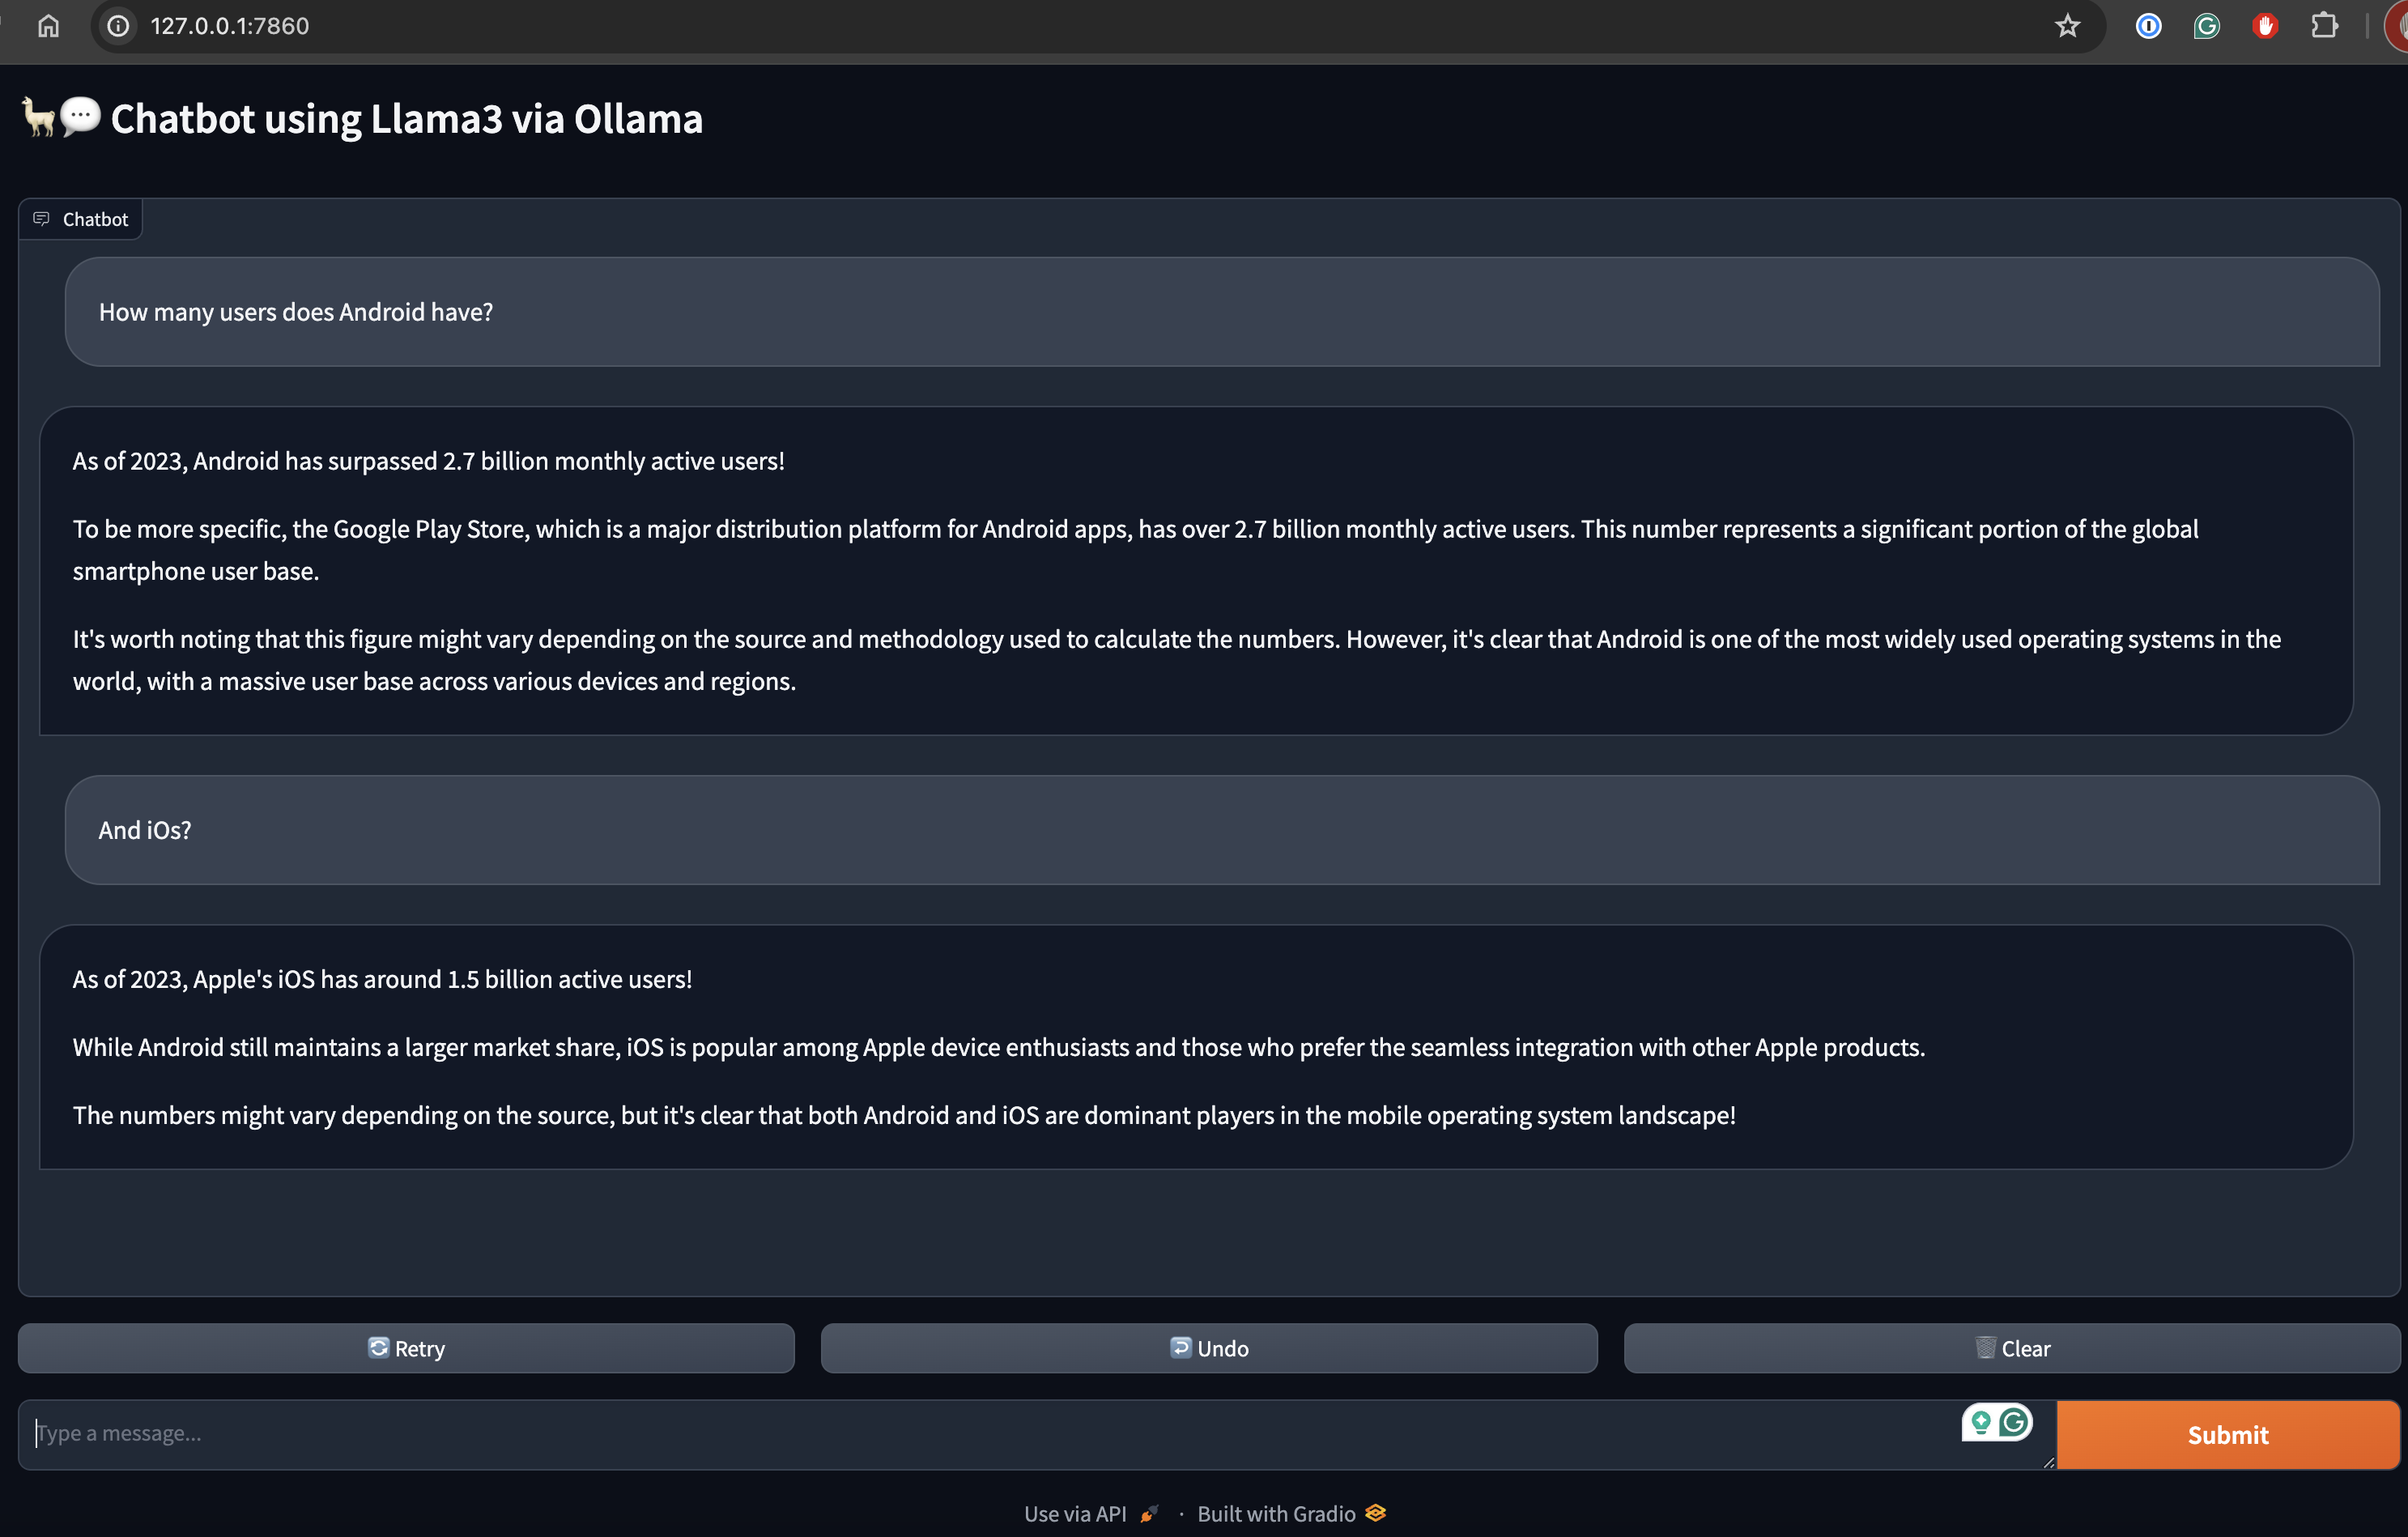 127.0.0.1:7860
🦙💬 Chatbot using Llama3 via Ollama
Chatbot
How many users does Android have?
As of 2023, Android has surpassed 2.7 billion monthly active users!
To be more specific, the Google Play Store, which is a major distribution platform for Android apps, has over 2.7 billion monthly active users. This number represents a significant portion of the global
smartphone user base.
It's worth noting that this figure might vary depending on the source and methodology used to calculate the numbers. However, it's clear that Android is one of the most widely used operating systems in the
world, with a massive user base across various devices and regions.
And iOs?
As of 2023, Apple's iOS has around 1.5 billion active users!
While Android still maintains a larger market share, iOS is popular among Apple device enthusiasts and those who prefer the seamless integration with other Apple products.
The numbers might vary depending on the source, but it's clear that both Android and iOS are dominant players in the mobile operating system landscape!
🔄 Retry
↩️ Undo
🗑️ Clear
Type a message...
Submit
Use via API 🚀 · Built with Gradio